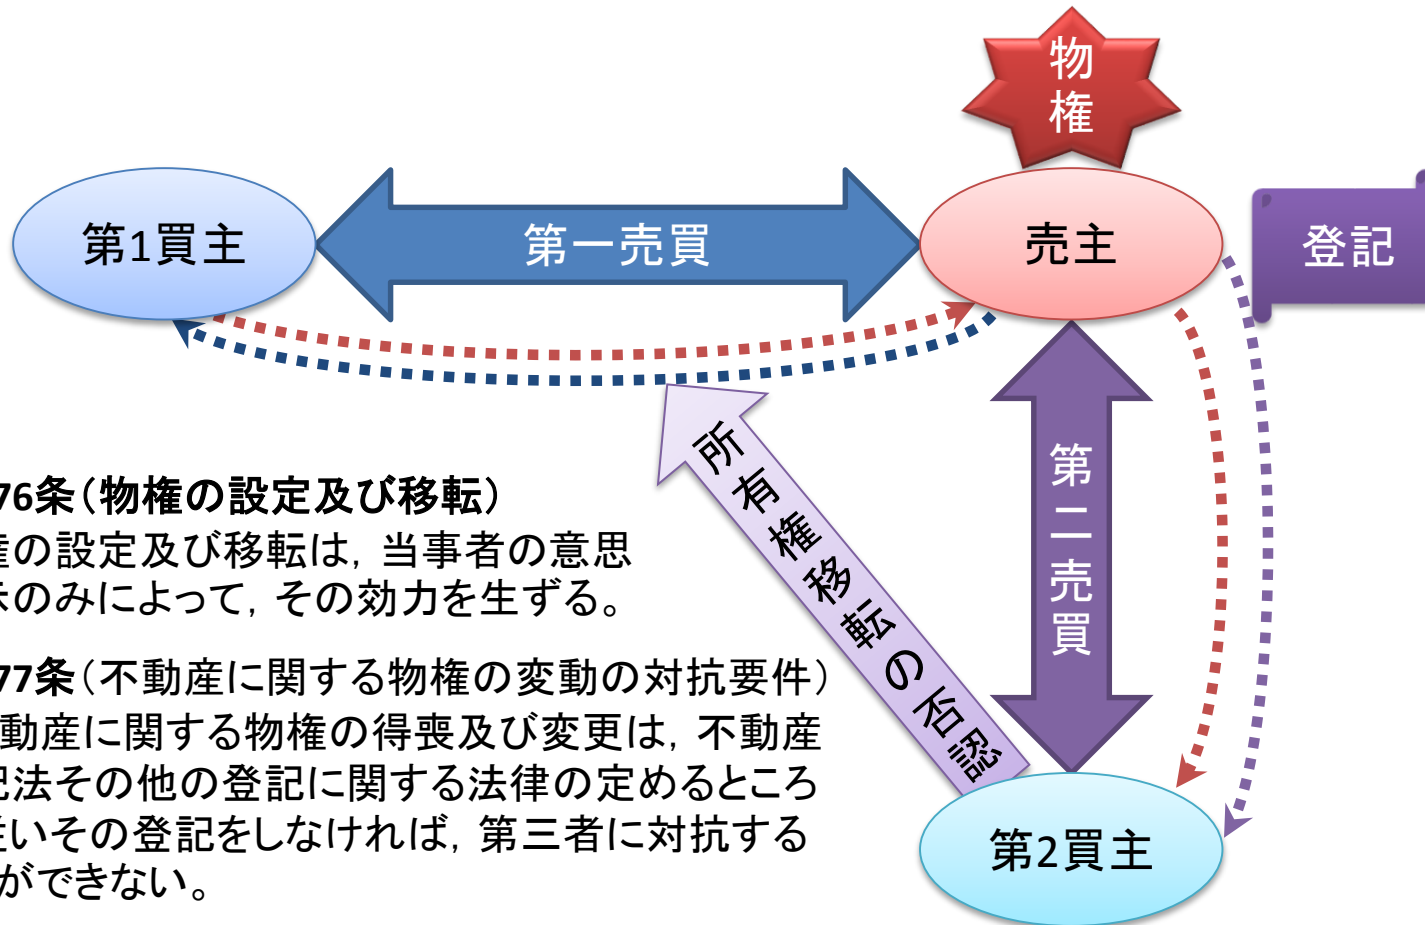 物権
第1買主
第一売買
売主
登記
第二売買
所有権移転の否認
76条（物権の設定及び移転）
の設定及び移転は，当事者の意思
のみによって，その効力を生ずる。
77条（不動産に関する物権の変動の対抗要件）
動産に関する物権の得喪及び変更は，不動産
記法その他の登記に関する法律の定めるところ
いその登記をしなければ，第三者に対抗する
ができない。
第2買主